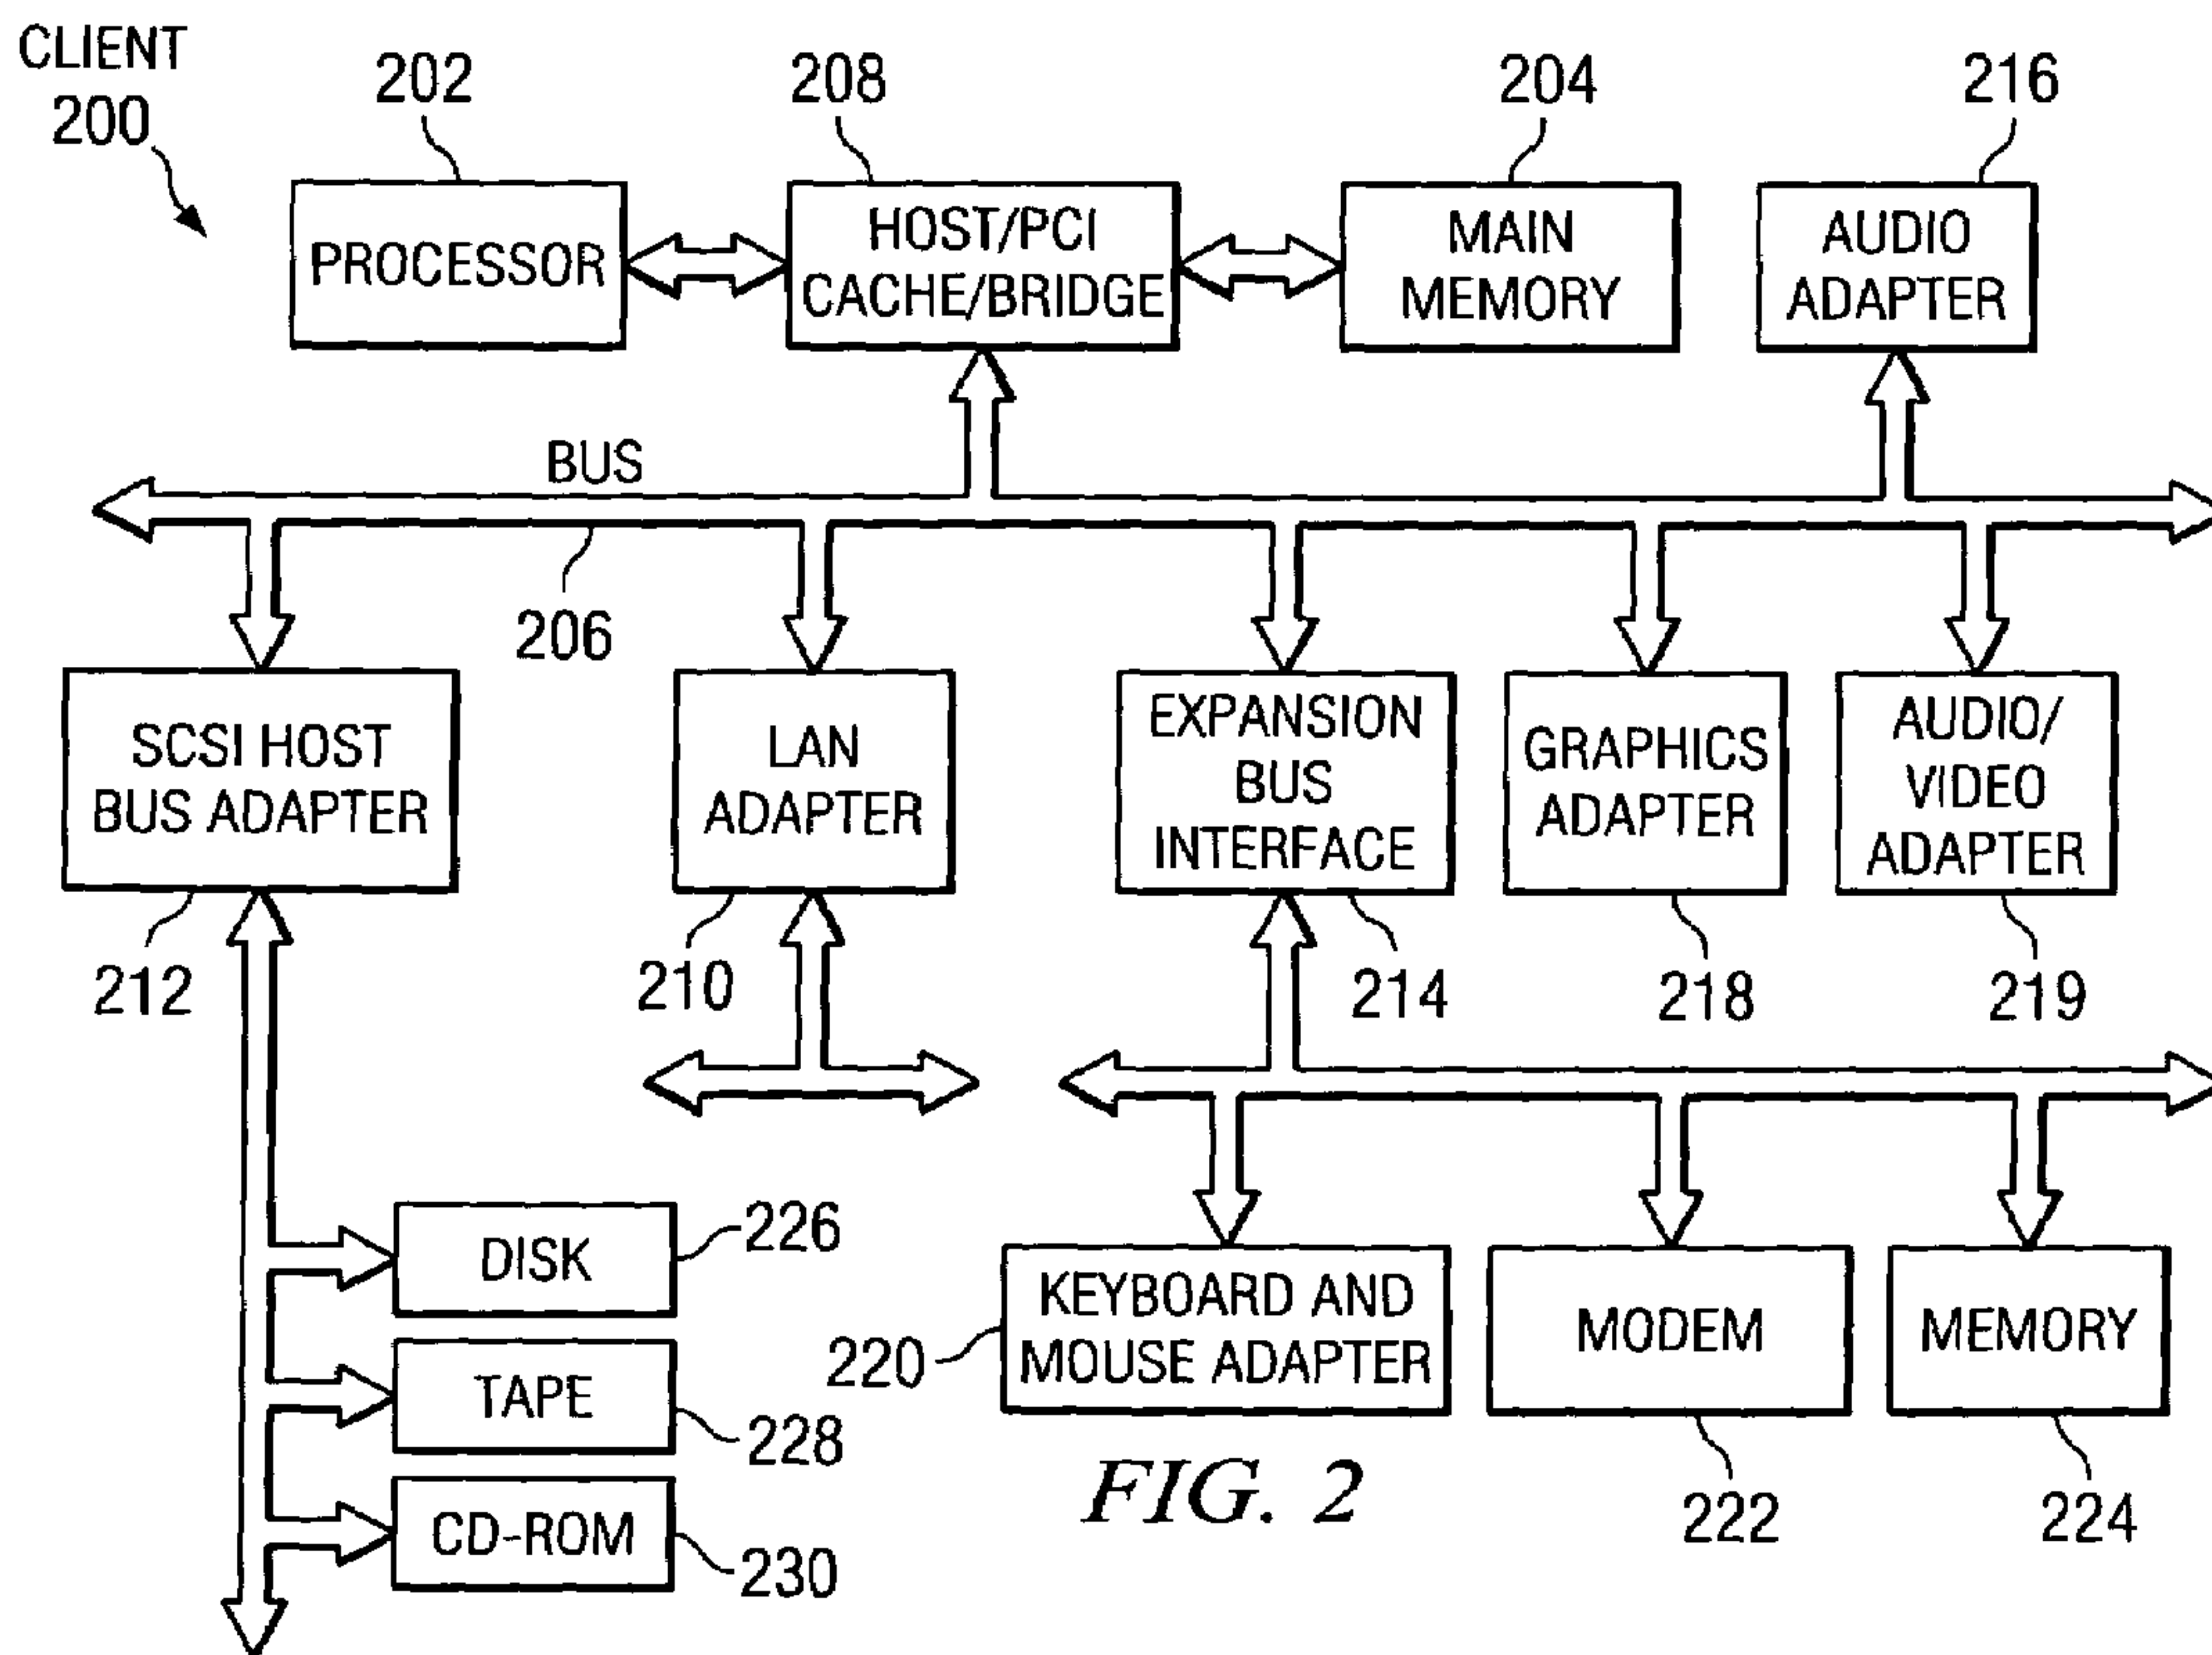 CLIENT
200
202
208
204
216
PROCESSOR
HOST/PCI
CACHE/BRIDGE
MAIN
MEMORY
AUDIO
ADAPTER
BUS
206
SCSI HOST
BUS ADAPTER
LAN
ADAPTER
EXPANSION
BUS
INTERFACE
GRAPHICS
ADAPTER
AUDIO/
VIDEO
ADAPTER
212
210
214
218
219
DISK
226
TAPE
228
CD-ROM
230
220
KEYBOARD AND
MOUSE ADAPTER
MODEM
MEMORY
222
224
FIG. 2